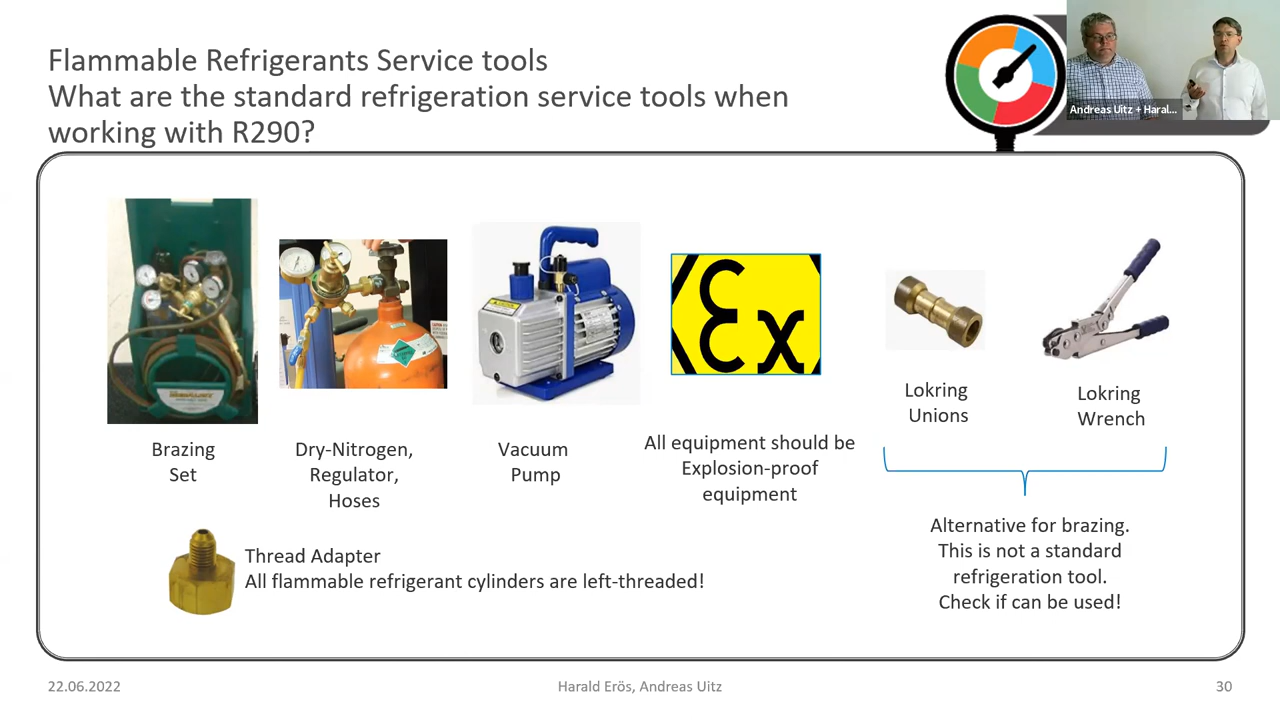 Flammable Refrigerants Service tools
What are the standard refrigeration service tools when
working with R290?
Andreas Uitz + Haral...
Ex
Brazing
Set
Dry-Nitrogen,
Regulator,
Hoses
Vacuum
Pump
All equipment should be
Explosion-proof
equipment
Lokring
Unions
Lokring
Wrench
Alternative for brazing.
This is not a standard
refrigeration tool.
Check if can be used!
Thread Adapter
All flammable refrigerant cylinders are left-threaded!
22.06.2022
Harald Erös, Andreas Uitz
30